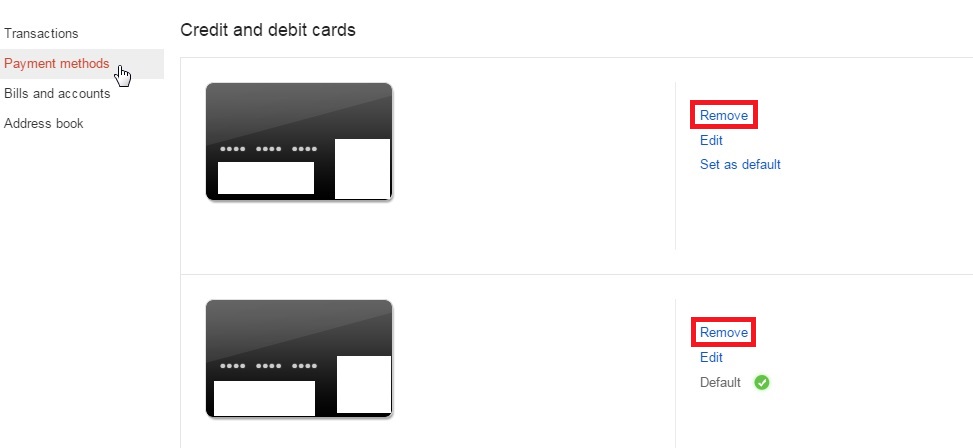 Transactions
Payment methods
Bills and accounts
Address book
Credit and debit cards
Remove
Edit
Set as default
Remove
Edit
Default